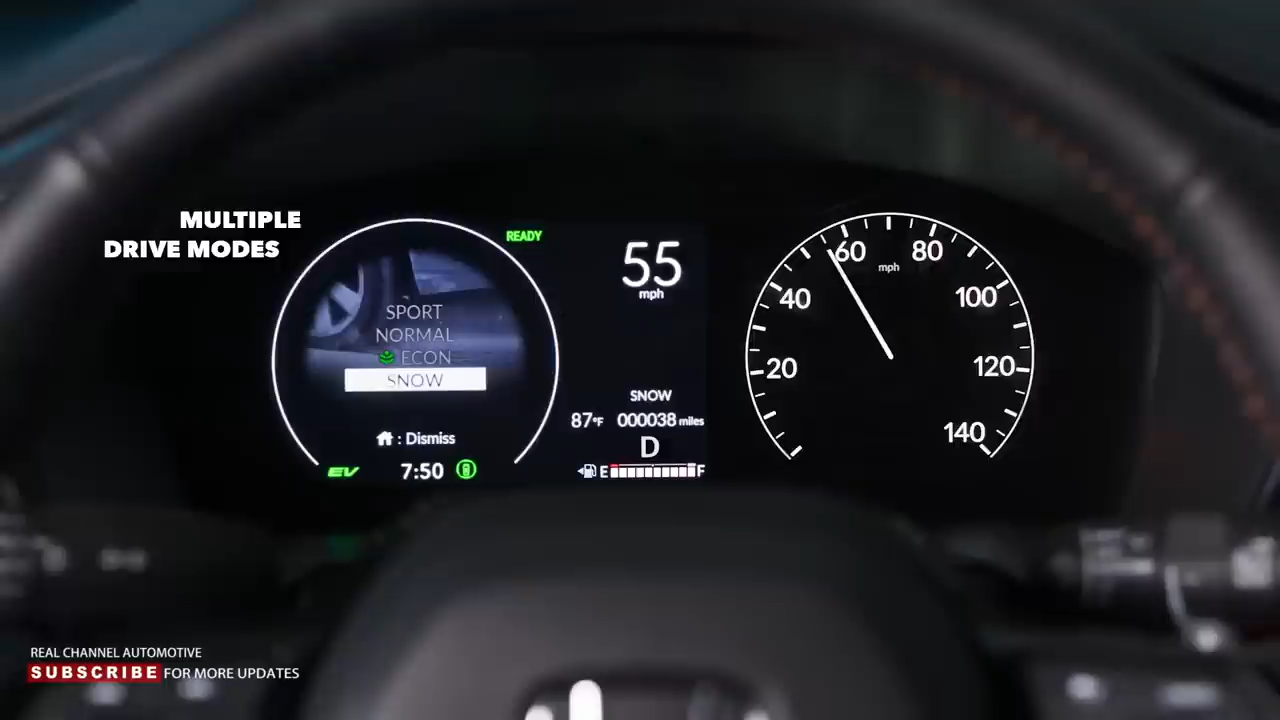 MULTIPLE
DRIVE MODES
READY
SPORT
NORMAL
ECON
SNOW
: Dismiss
EV
7:50
55
mph
SNOW
87°F 000038 miles
D
E F
20
40
60
80
100
120
140
mph
REAL CHANNEL AUTOMOTIVE
SUBSCRIBE FOR MORE UPDATES